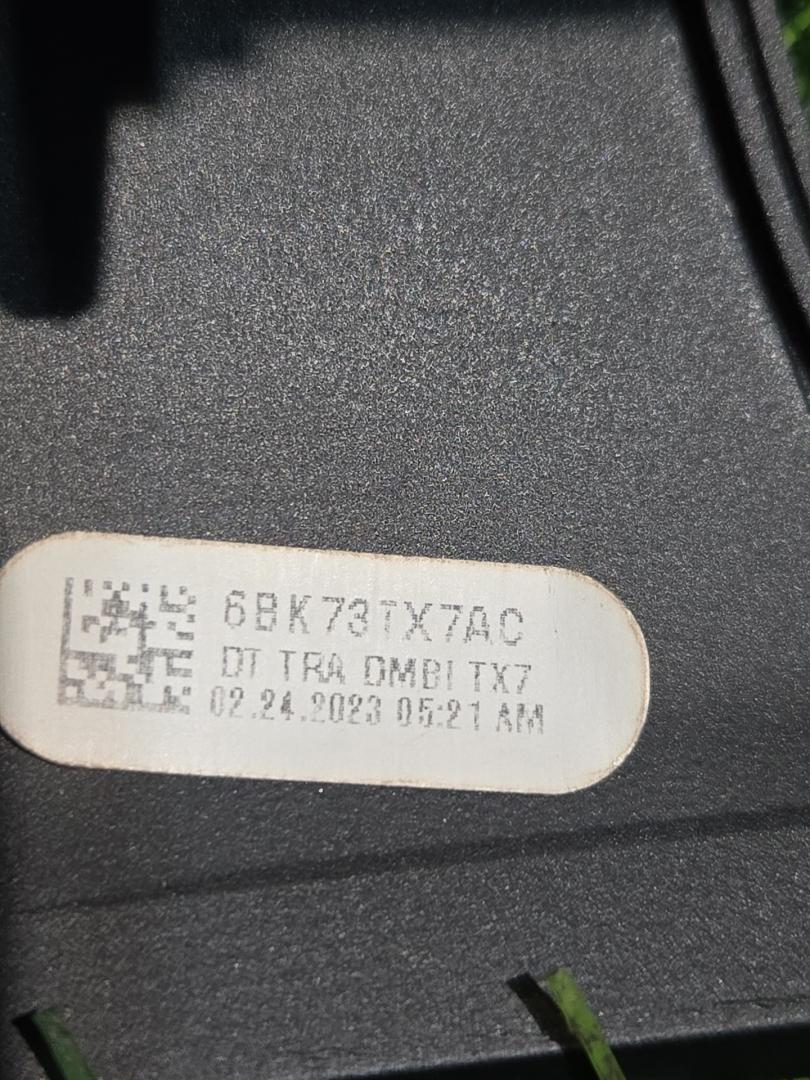 6BK73TX7AC
DT TRA DMBI TX7
02.24.2023 05:21 AM